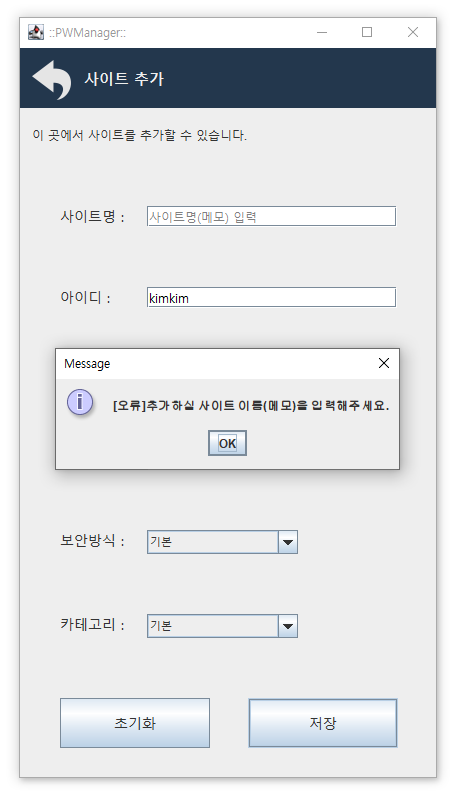 ::PWManager::
사이트 추가
이 곳에서 사이트를 추가할 수 있습니다.
사이트명 : 사이트명(메모) 입력
아이디 : kimkim
Message
[오류]추가하실 사이트 이름(메모)을 입력해주세요.
OK
보안방식 : 기본
카테고리 : 기본
초기화 저장